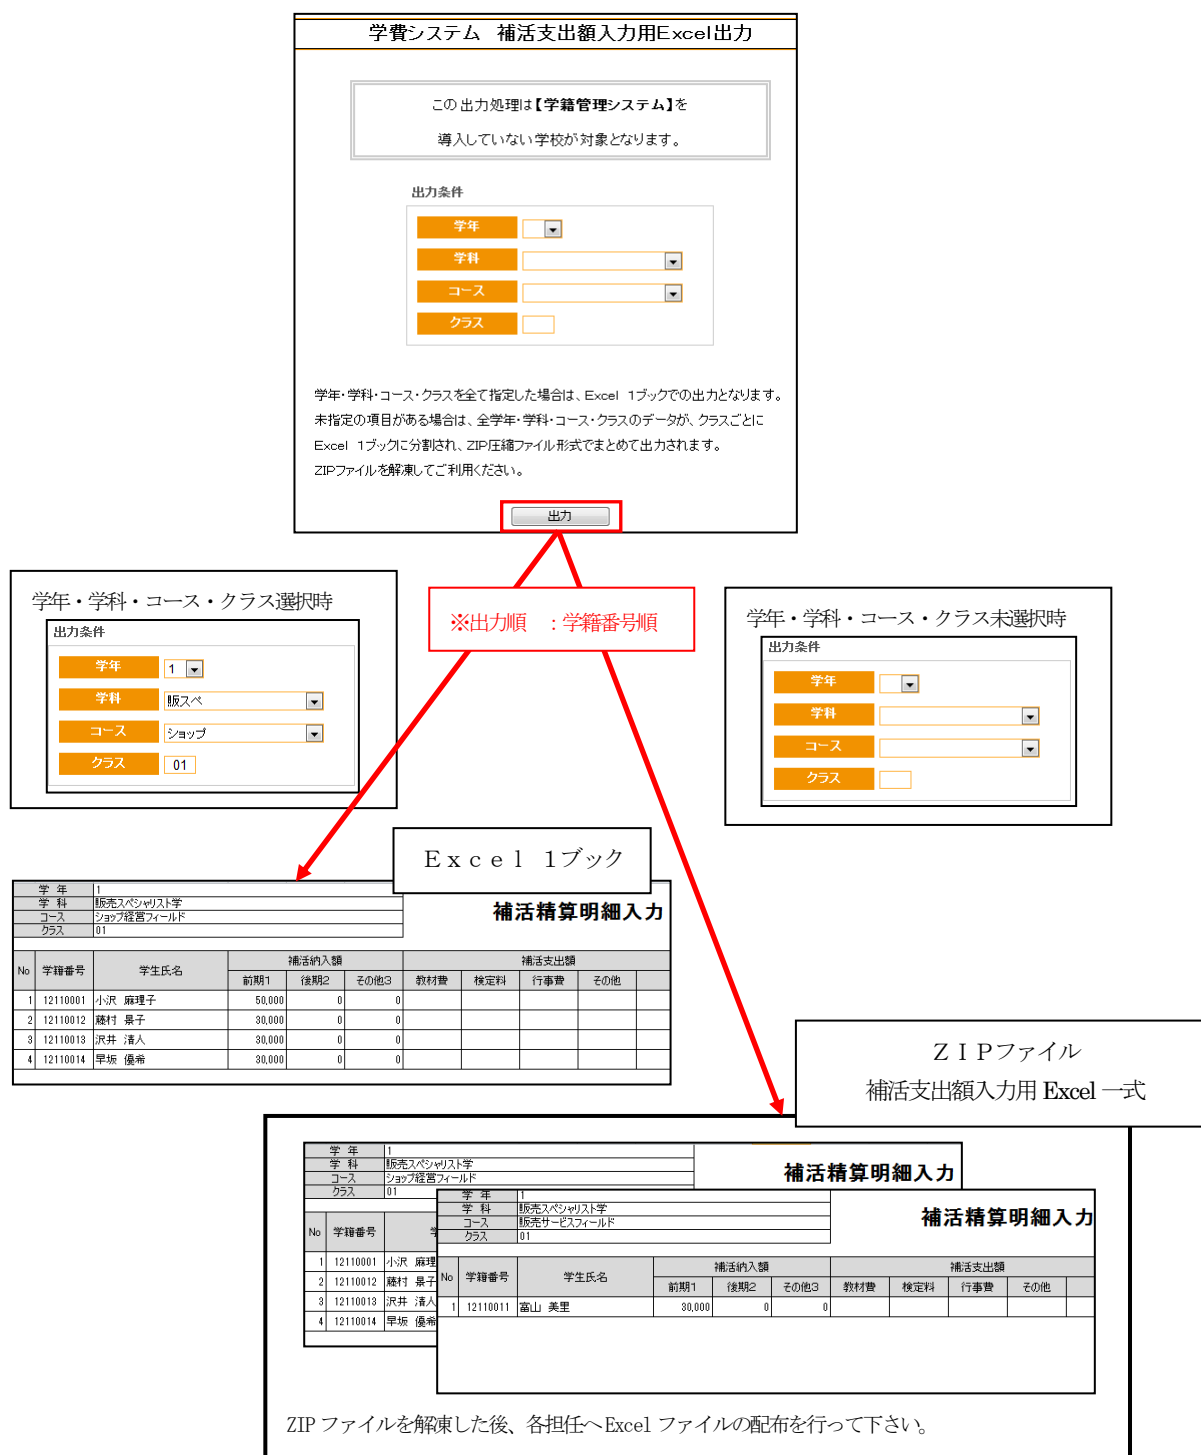 学費システム 補活支出額入力用Excel出力
この出力処理は【学籍管理システム】を
導入していない学校が対象となります。
出力条件
学年
学科
コース
クラス
学年・学科・コース・クラスを全て指定した場合は、Excel 1ブックでの出力となります。
未指定の項目がある場合は、全学年・学科・コース・クラスのデータが、クラスごとに
Excel 1ブックに分割され、ZIP圧縮ファイル形式でまとめて出力されます。
ZIPファイルを解凍してご利用ください。
出力
学年・学科・コース・クラス選択時
出力条件
学年 1
学科 販スペ
コース ショップ
クラス 01
※出力順 ：学籍番号順
学年・学科・コース・クラス未選択時
出力条件
学年
学科
コース
クラス
Excel 1ブック
学 年 1
学 科 販売スペシャリスト学
コース ショップ経営フィールド
クラス 01
補活精算明細入力
No 学籍番号 学生氏名 補活納入額 補活支出額
前期1 後期2 その他3 教材費 検定料 行事費 その他
1 12110001 小沢 麻理子 50,000 0 0
2 12110012 藤村 景子 30,000 0 0
3 12110013 沢井 清人 30,000 0 0
4 12110014 早坂 優希 30,000 0 0
ZIPファイル
補活支出額入力用 Excel 一式
学 年 1
学 科 販売スペシャリスト学
コース ショップ経営フィールド
クラス 01
補活精算明細入力
No 学籍番号 学
1 12110001 小沢 麻理
2 12110012 藤村 景子
3 12110013 沢井 清人
4 12110014 早坂 優希
学 年 1
学 科 販売スペシャリスト学
コース 販売サービスフィールド
クラス 01
補活精算明細入力
No 学籍番号 学生氏名 補活納入額 補活支出額
前期1 後期2 その他3 教材費 検定料 行事費 その他
1 12110011 富山 美里 30,000 0 0
ZIP ファイルを解凍した後、各担任へ Excel ファイルの配布を行って下さい。